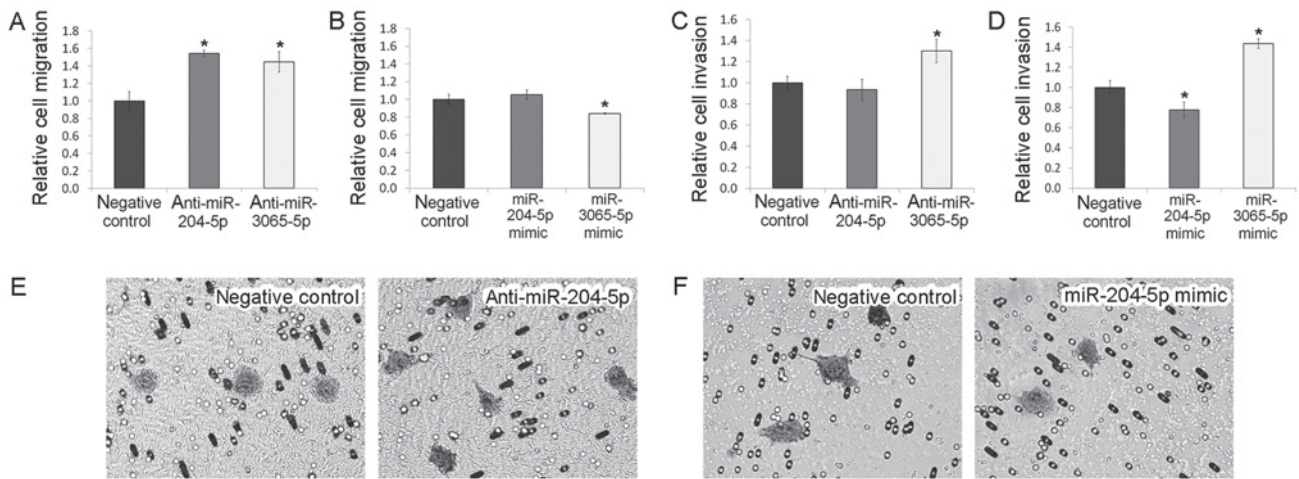 A
Relative cell migration
1.8
1.6
1.4
1.2
1.0
0.8
0.6
0.4
0.2
0.0
*
*
Negative
control
Anti-miR-
204-5p
Anti-miR-
3065-5p
B
Relative cell migration
1.8
1.6
1.4
1.2
1.0
0.8
0.6
0.4
0.2
0.0
*
Negative
control
miR-
204-5p
mimic
miR-
3065-5p
mimic
C
Relative cell invasion
1.6
1.4
1.2
1.0
0.8
0.6
0.4
0.2
0.0
*
Negative
control
Anti-miR-
204-5p
Anti-miR-
3065-5p
D
Relative cell invasion
1.6
1.4
1.2
1.0
0.8
0.6
0.4
0.2
0.0
*
*
Negative
control
miR-
204-5p
mimic
miR-
3065-5p
mimic
E
Negative control
Anti-miR-204-5p
F
Negative control
miR-204-5p mimic